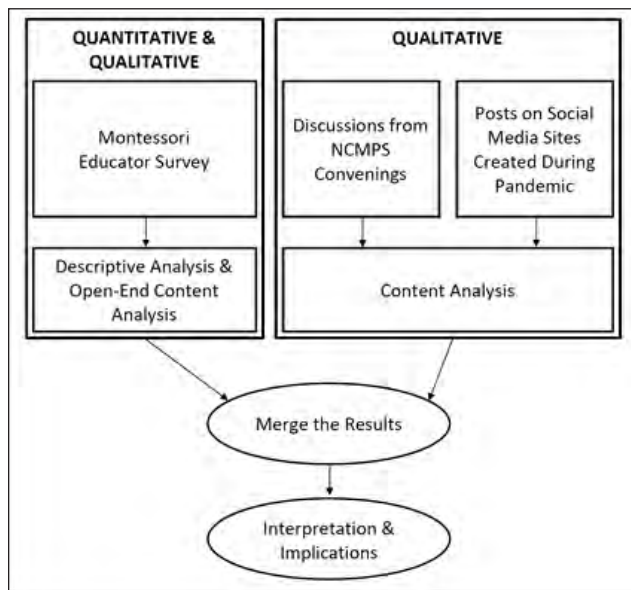 QUANTITATIVE &
QUALITATIVE
Montessori
Educator Survey
Descriptive Analysis &
Open-End Content
Analysis
QUALITATIVE
Discussions from
NCMPS
Convenings
Posts on Social
Media Sites
Created During
Pandemic
Content Analysis
Merge the Results
Interpretation &
Implications